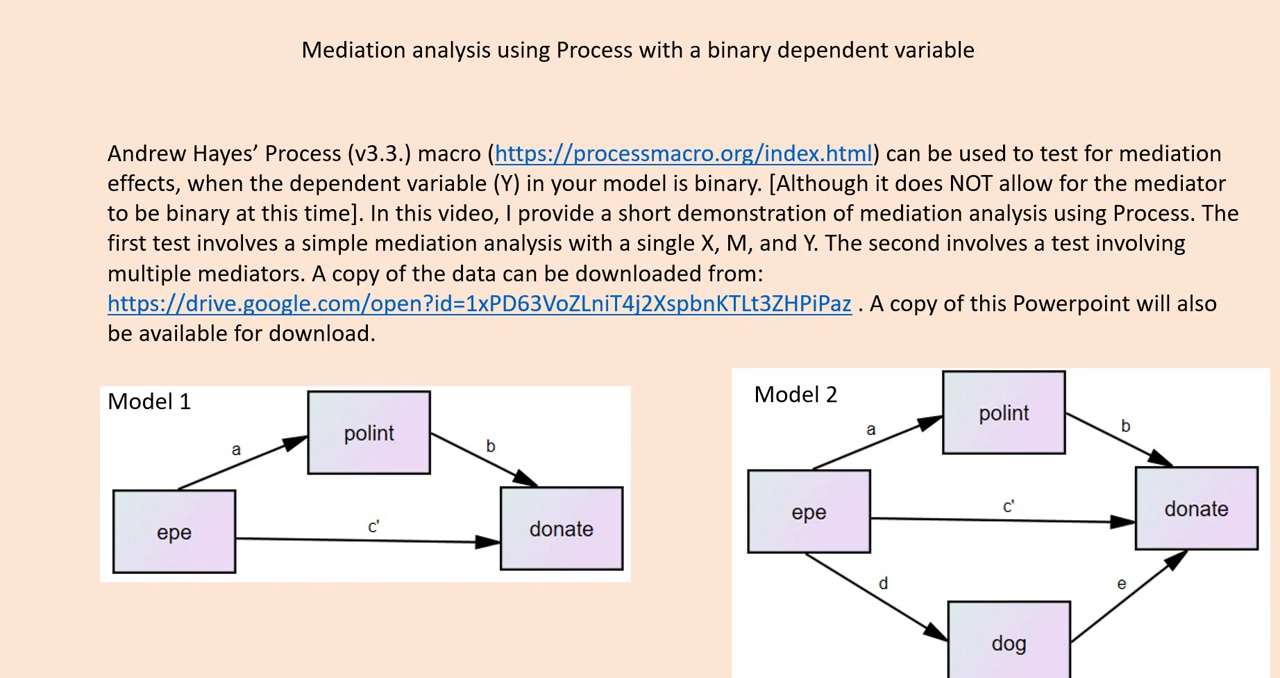 Mediation analysis using Process with a binary dependent variable
Andrew Hayes’ Process (v3.3.) macro (https://processmacro.org/index.html) can be used to test for mediation
effects, when the dependent variable (Y) in your model is binary. [Although it does NOT allow for the mediator
to be binary at this time]. In this video, I provide a short demonstration of mediation analysis using Process. The
first test involves a simple mediation analysis with a single X, M, and Y. The second involves a test involving
multiple mediators. A copy of the data can be downloaded from:
https://drive.google.com/open?id=1xPD63VoZLniT4j2XspbnKTLt3ZHPiPaz . A copy of this Powerpoint will also
be available for download.
Model 1
polint
a
b
epe
c'
donate
Model 2
polint
a
b
epe
c'
donate
d
e
dog